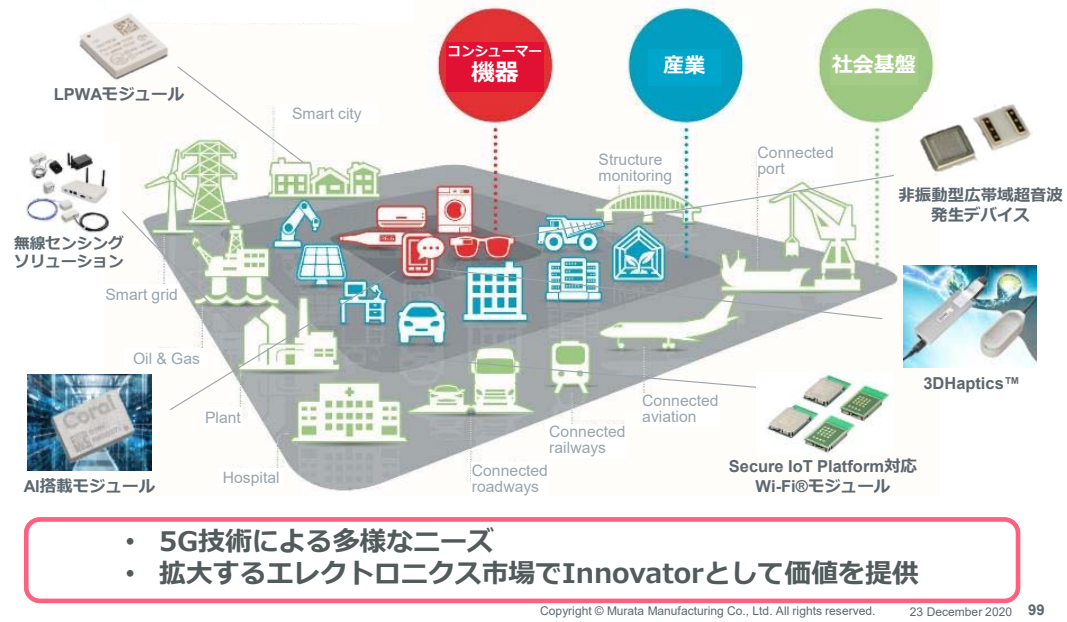 コンシューマー
機器
産業
社会基盤
LPWAモジュール
Smart city
Structure
monitoring
Connected
port
非振動型広帯域超音波
発生デバイス
無線センシング
ソリューション
Smart grid
Oil & Gas
3DHaptics™
Coral
Plant
Connected
aviation
Connected
railways
Hospital
Connected
roadways
AI搭載モジュール
Secure IoT Platform対応
Wi-Fi®モジュール
• 5G技術による多様なニーズ
• 拡大するエレクトロニクス市場でInnovatorとして価値を提供
Copyright © Murata Manufacturing Co., Ltd. All rights reserved. 23 December 2020 99